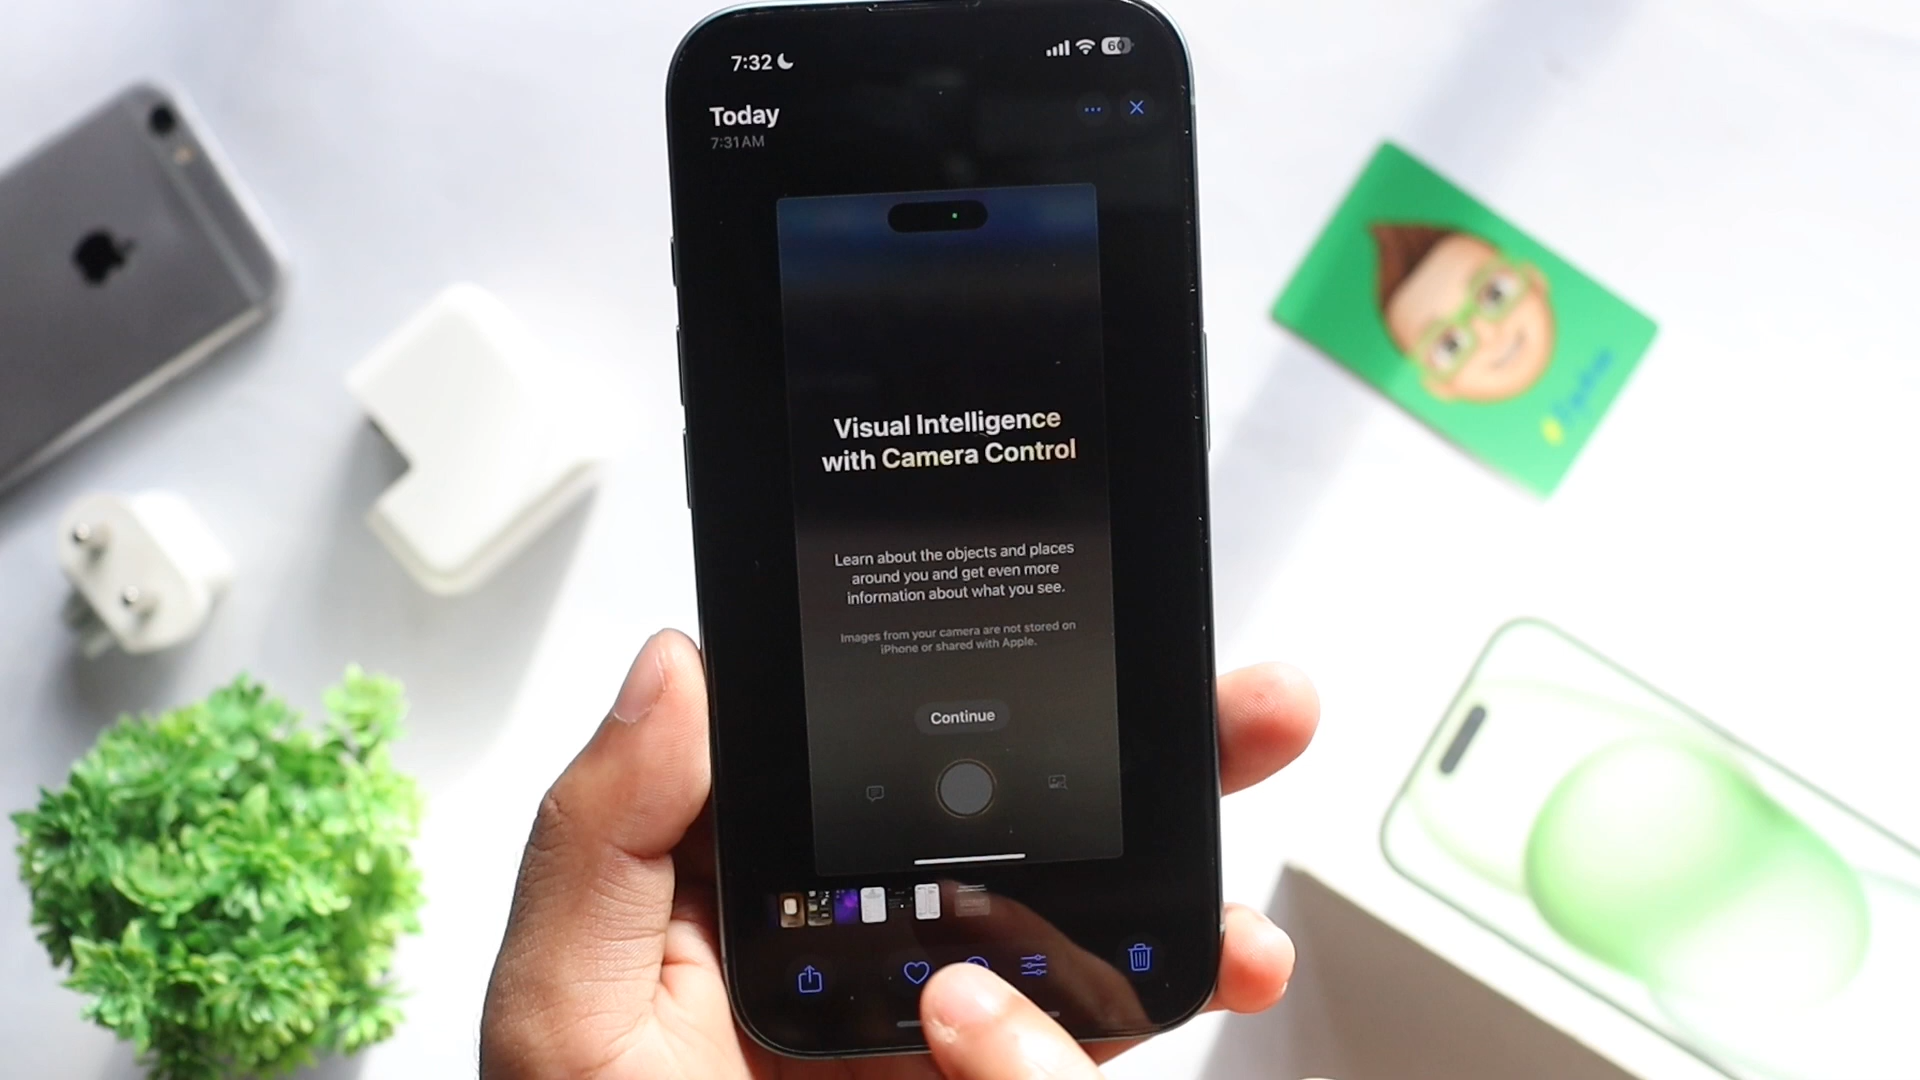 7:32
60
Today
7:31 AM
Visual Intelligence
with Camera Control
Learn about the objects and places
around you and get even more
information about what you see.
Images from your camera are not stored on
iPhone or shared with Apple.
Continue